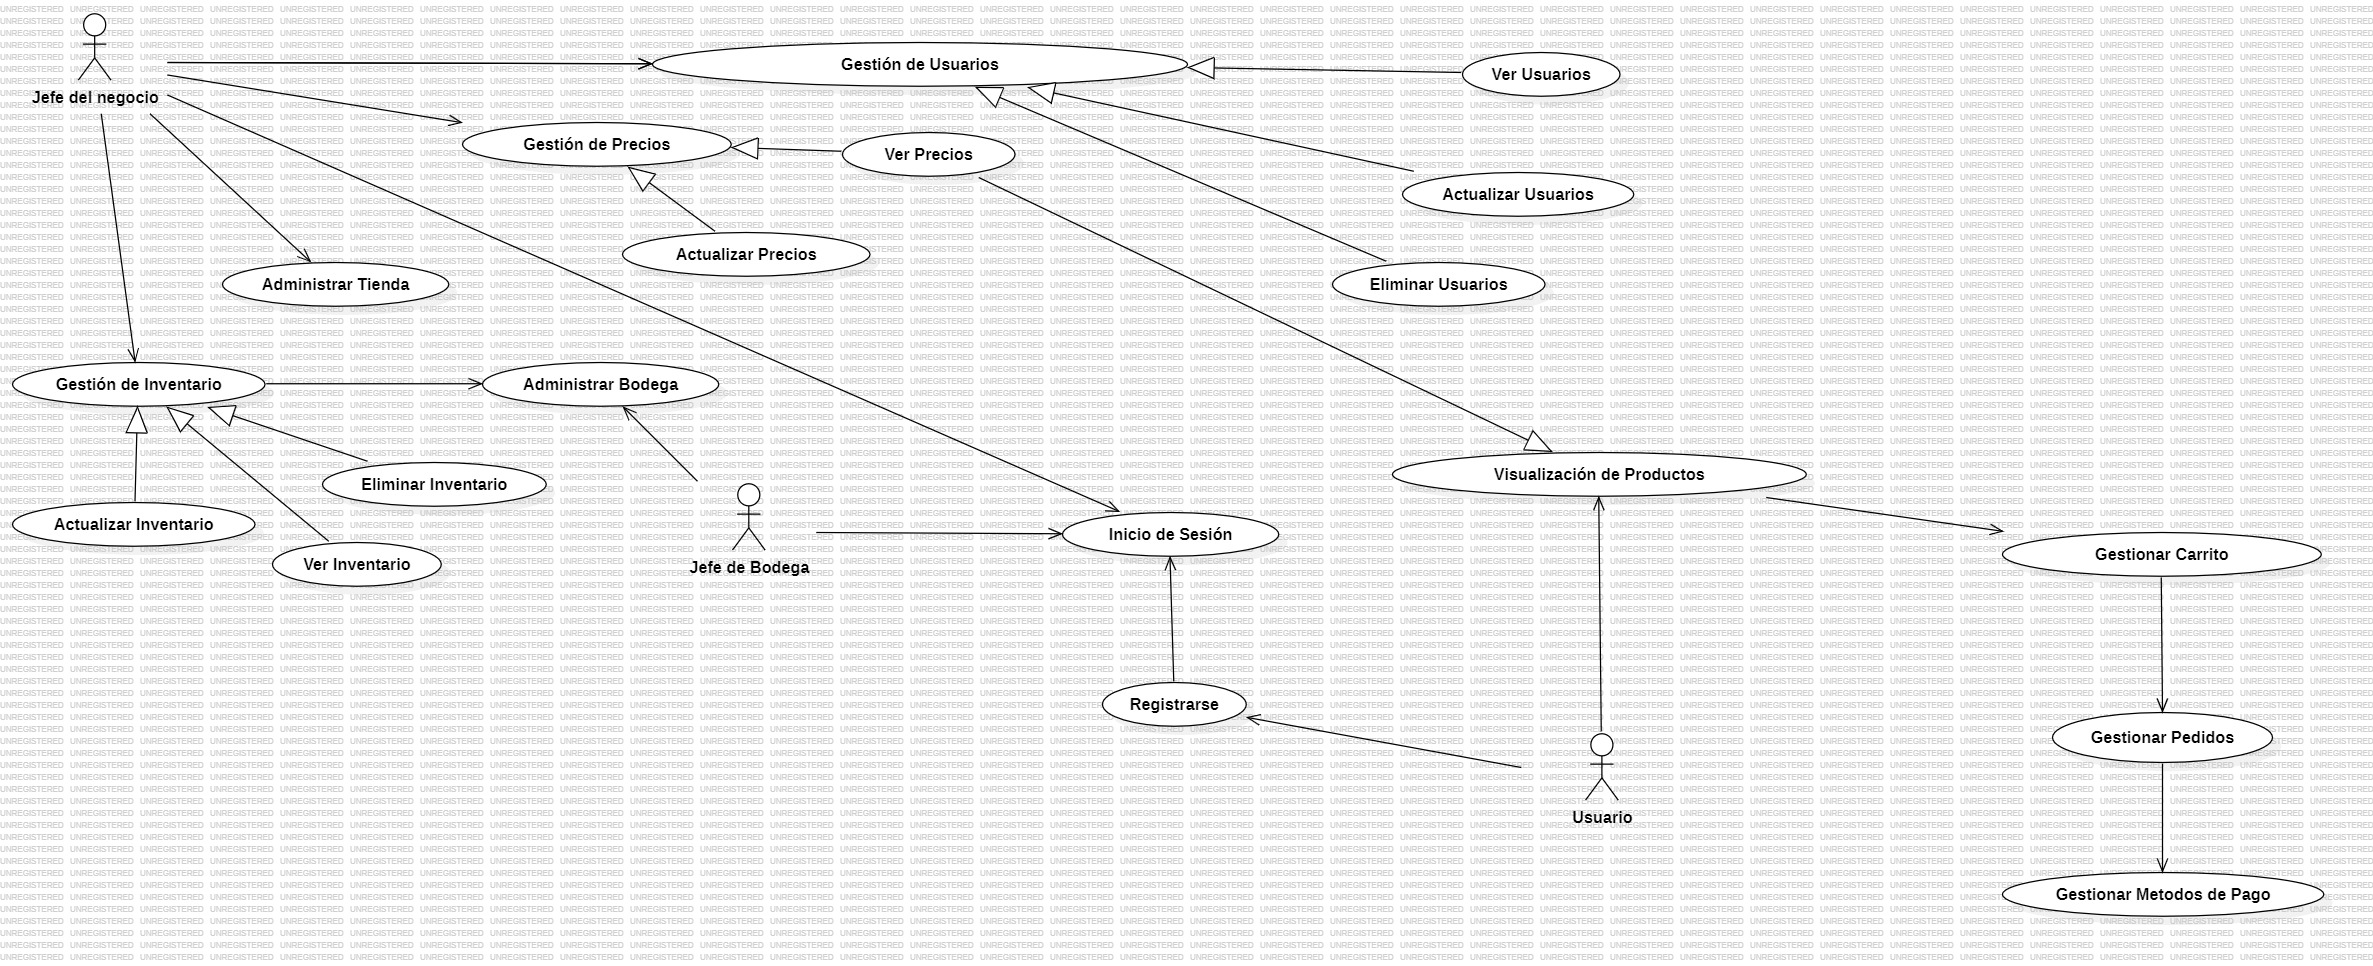 Jefe del negocio
Gestión de Usuarios
Ver Usuarios
Gestión de Precios
Ver Precios
Actualizar Usuarios
Actualizar Precios
Administrar Tienda
Eliminar Usuarios
Gestión de Inventario
Administrar Bodega
Visualización de Productos
Eliminar Inventario
Actualizar Inventario
Inicio de Sesión
Gestionar Carrito
Ver Inventario
Jefe de Bodega
Registrarse
Gestionar Pedidos
Usuario
Gestionar Metodos de Pago
UNREGISTERED